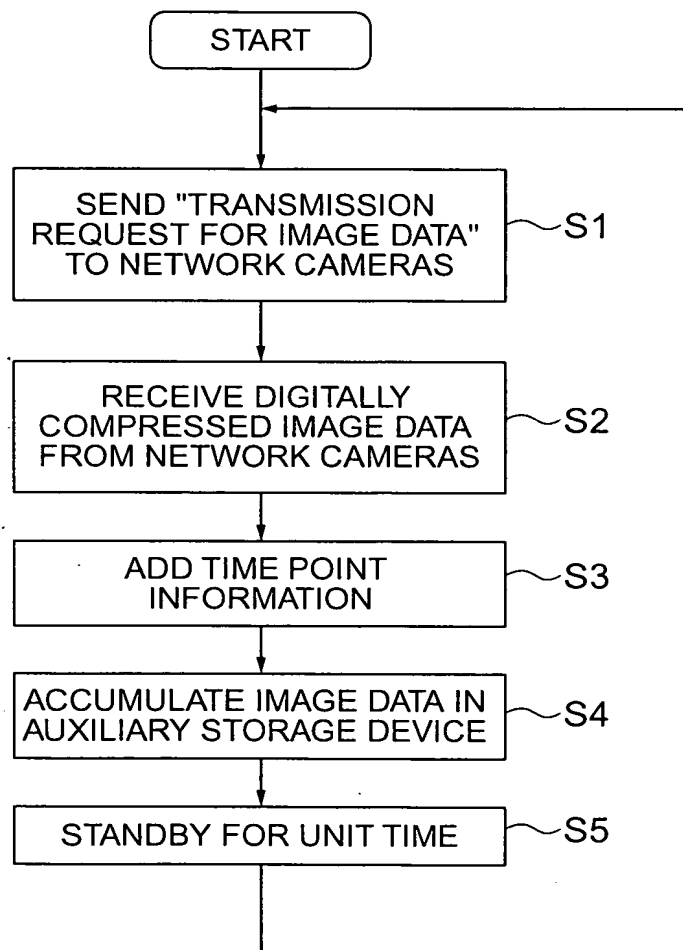 START
SEND "TRANSMISSION
REQUEST FOR IMAGE DATA"
TO NETWORK CAMERAS
S1
RECEIVE DIGITALLY
COMPRESSED IMAGE DATA
FROM NETWORK CAMERAS
S2
ADD TIME POINT
INFORMATION
S3
ACCUMULATE IMAGE DATA IN
AUXILIARY STORAGE DEVICE
S4
STANDBY FOR UNIT TIME
S5